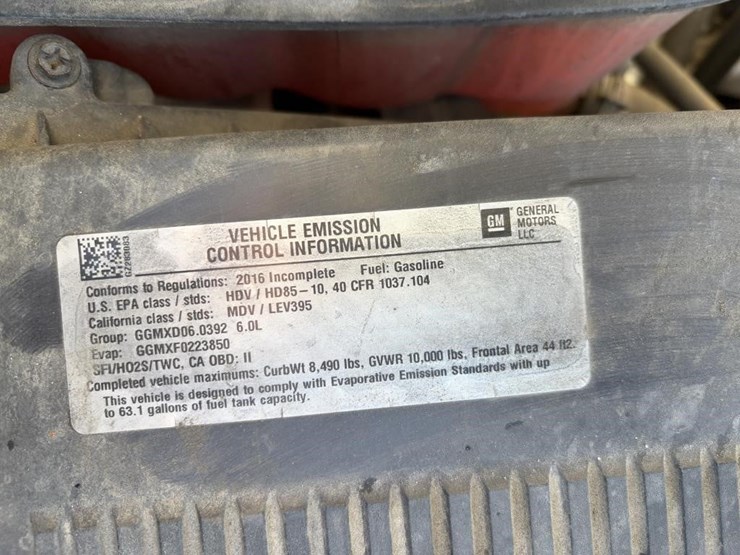 VEHICLE EMISSION
CONTROL INFORMATION
GM GENERAL
MOTORS
LLC
Conforms to Regulations: 2016 Incomplete Fuel: Gasoline
U.S. EPA class / stds: HDV / HD85-10, 40 CFR 1037.104
California class / stds: MDV / LEV395
Group: GGMXD06.0392 6.0L
Evap: GGMXF0223850
SFI/HO2S/TWC, CA OBD: II
Completed vehicle maximums: CurbWt 8,490 lbs, GVWR 10,000 lbs, Frontal Area 44 ft2.
This vehicle is designed to comply with Evaporative Emission Standards with up
to 63.1 gallons of fuel tank capacity.